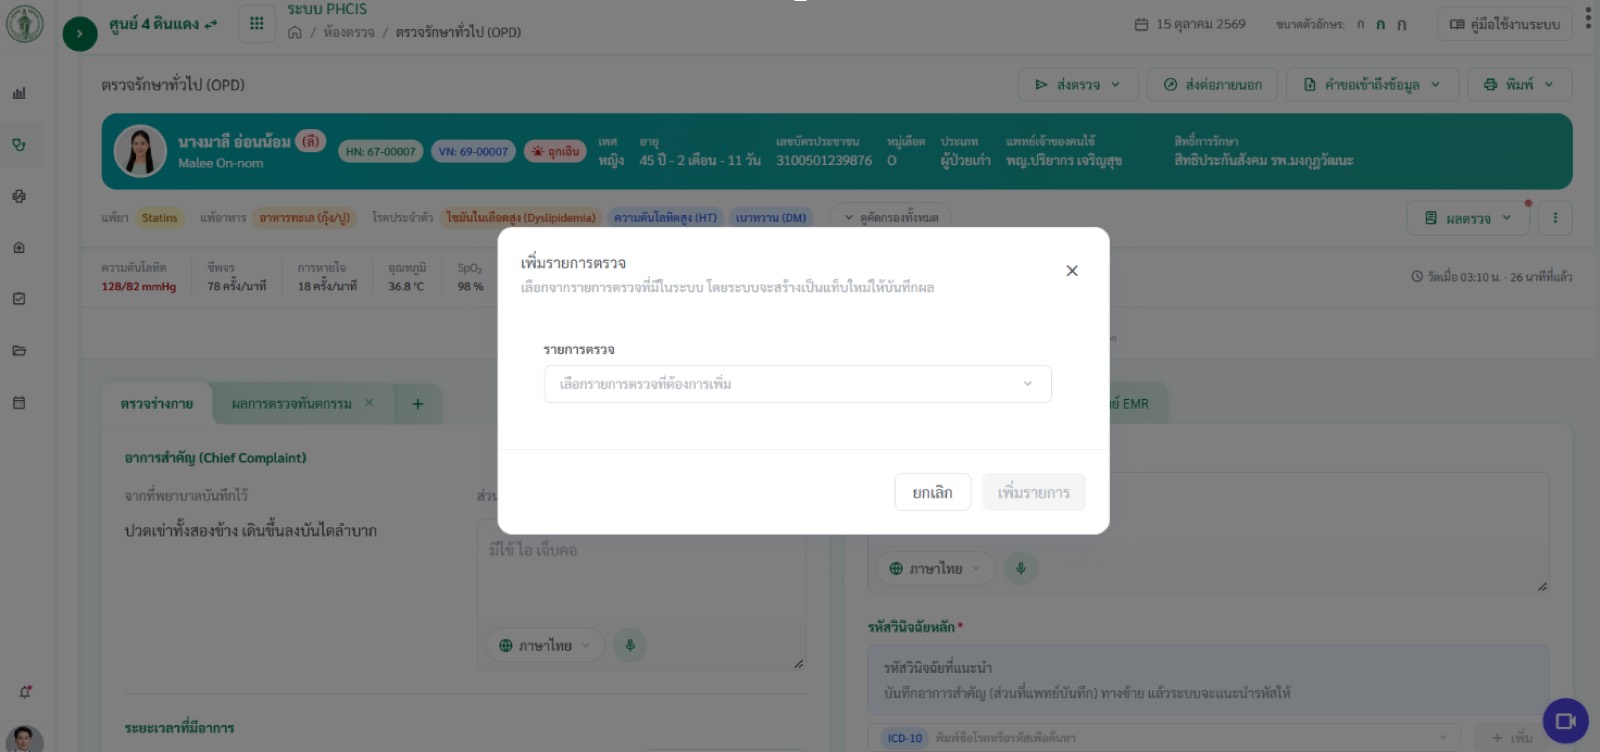 ระบบ PHCIS
ศูนย์ 4 ดินแดง
/ ห้องตรวจ / ตรวจรักษาทั่วไป (OPD)
15 ตุลาคม 2569
ขนาดตัวอักษร: ก ก ก
คู่มือใช้งานระบบ
ตรวจรักษาทั่วไป (OPD)
ส่งตรวจ
ส่งต่อภายนอก
คำขอเข้าถึงข้อมูล
พิมพ์
นางมาลี อ่อนน้อม (ลี)
Malee On-nom
HN: 67-00007
VN: 69-00007
ฉุกเฉิน
เพศ
หญิง
อายุ
45 ปี - 2 เดือน - 11 วัน
เลขบัตรประชาชน
3100501239876
หมู่เลือด
O
ประเภท
ผู้ป่วยเก่า
แพทย์เจ้าของคนไข้
พญ.ปริยากร เจริญสุข
สิทธิ์การรักษา
สิทธิประกันสังคม รพ.มงกุฎวัฒนะ
แพ้ยา Statins แพ้อาหาร อาหารทะเล (กุ้ง/ปู) โรคประจำตัว ไขมันในเลือดสูง (Dyslipidemia) ความดันโลหิตสูง (HT) เบาหวาน (DM) ดูคัดกรองทั้งหมด
ผลตรวจ
ความดันโลหิต
128/82 mmHg
ชีพจร
78 ครั้ง/นาที
การหายใจ
18 ครั้ง/นาที
อุณหภูมิ
36.8 °C
SpO₂
98 %
วัดเมื่อ 03:10 น. - 26 นาทีที่แล้ว
เพิ่มรายการตรวจ
เลือกจากรายการตรวจที่มีในระบบ โดยระบบจะสร้างเป็นแท็บใหม่ให้บันทึกผล
รายการตรวจ
เลือกรายการตรวจที่ต้องการเพิ่ม
ยกเลิก
เพิ่มรายการ
ตรวจร่างกาย
ผลการตรวจทันตกรรม
EMR
อาการสำคัญ (Chief Complaint)
จากที่พยาบาลบันทึกไว้
ปวดเข่าทั้งสองข้าง เดินขึ้นลงบันไดลำบาก
มีไข้ ไอ เจ็บคอ
ภาษาไทย
ระยะเวลาที่มีอาการ
ภาษาไทย
รหัสวินิจฉัยหลัก *
รหัสวินิจฉัยที่แนะนำ
บันทึกอาการสำคัญ (ส่วนที่แพทย์บันทึก) ทางซ้าย แล้วระบบจะแนะนำรหัสให้
ICD-10 พิมพ์ชื่อโรคหรือรหัสเพื่อค้นหา
+ เพิ่ม